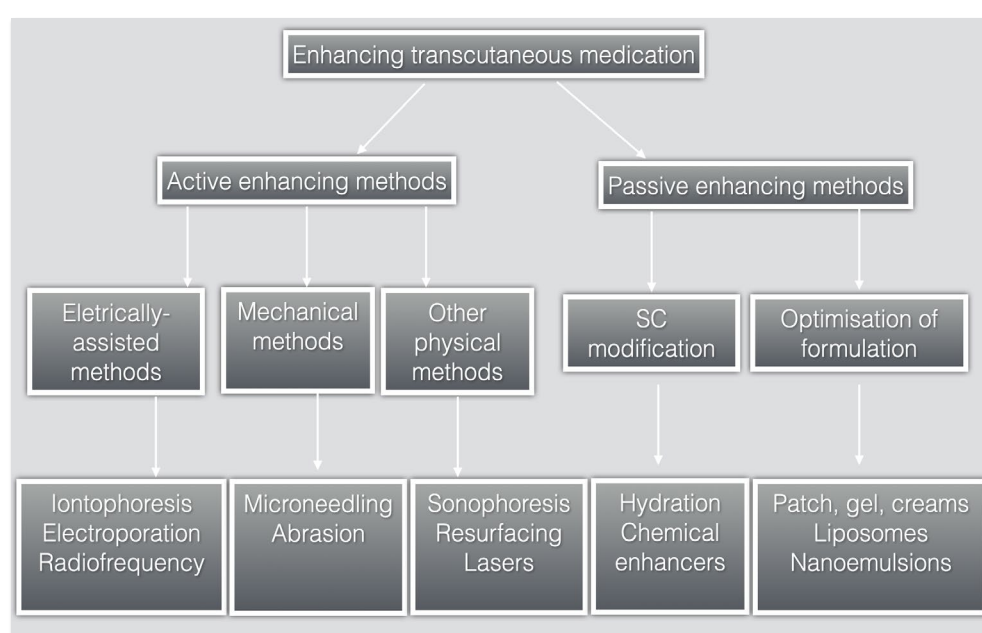 Enhancing transcutaneous medication
Active enhancing methods
Passive enhancing methods
Eletrically-
assisted
methods
Mechanical
methods
Other
physical
methods
SC
modification
Optimisation of
formulation
Iontophoresis
Electroporation
Radiofrequency
Microneedling
Abrasion
Sonophoresis
Resurfacing
Lasers
Hydration
Chemical
enhancers
Patch, gel, creams
Liposomes
Nanoemulsions